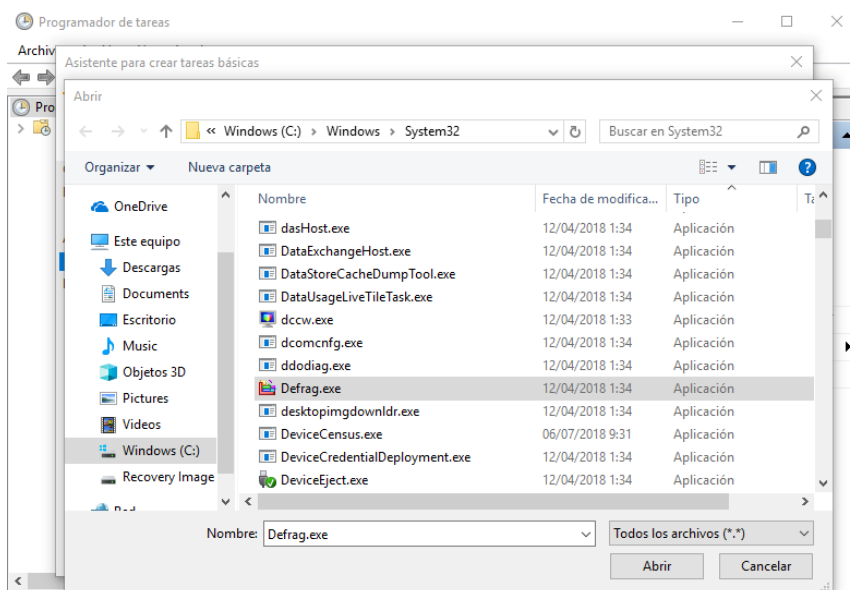 Programador de tareas
Archiv
Asistente para crear tareas básicas
Pro
Abrir
« Windows (C:) > Windows > System32
Buscar en System32
Organizar
Nueva carpeta
Nombre Fecha de modifica... Tipo Ta
OneDrive
Este equipo
Descargas
Documents
Escritorio
Music
Objetos 3D
Pictures
Videos
Windows (C:)
Recovery Image
dasHost.exe 12/04/2018 1:34 Aplicación
DataExchangeHost.exe 12/04/2018 1:34 Aplicación
DataStoreCacheDumpTool.exe 12/04/2018 1:34 Aplicación
DataUsageLiveTileTask.exe 12/04/2018 1:34 Aplicación
dccw.exe 12/04/2018 1:33 Aplicación
dcomcnfg.exe 12/04/2018 1:34 Aplicación
ddodiag.exe 12/04/2018 1:34 Aplicación
Defrag.exe 12/04/2018 1:34 Aplicación
desktopimgdownldr.exe 12/04/2018 1:34 Aplicación
DeviceCensus.exe 06/07/2018 9:31 Aplicación
DeviceCredentialDeployment.exe 12/04/2018 1:34 Aplicación
DeviceEject.exe 12/04/2018 1:34 Aplicación
Nombre: Defrag.exe
Todos los archivos (*.*)
Abrir
Cancelar